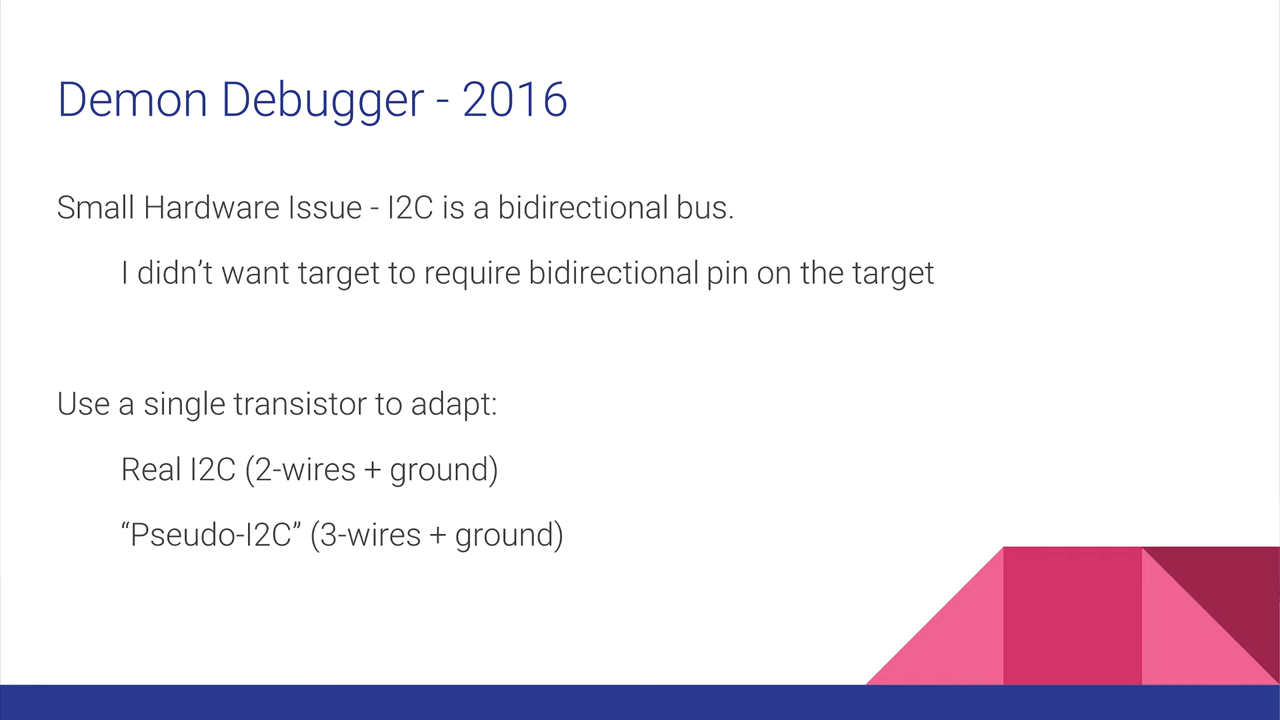 Demon Debugger - 2016
Small Hardware Issue - I2C is a bidirectional bus.
I didn’t want target to require bidirectional pin on the target
Use a single transistor to adapt:
Real I2C (2-wires + ground)
“Pseudo-I2C” (3-wires + ground)